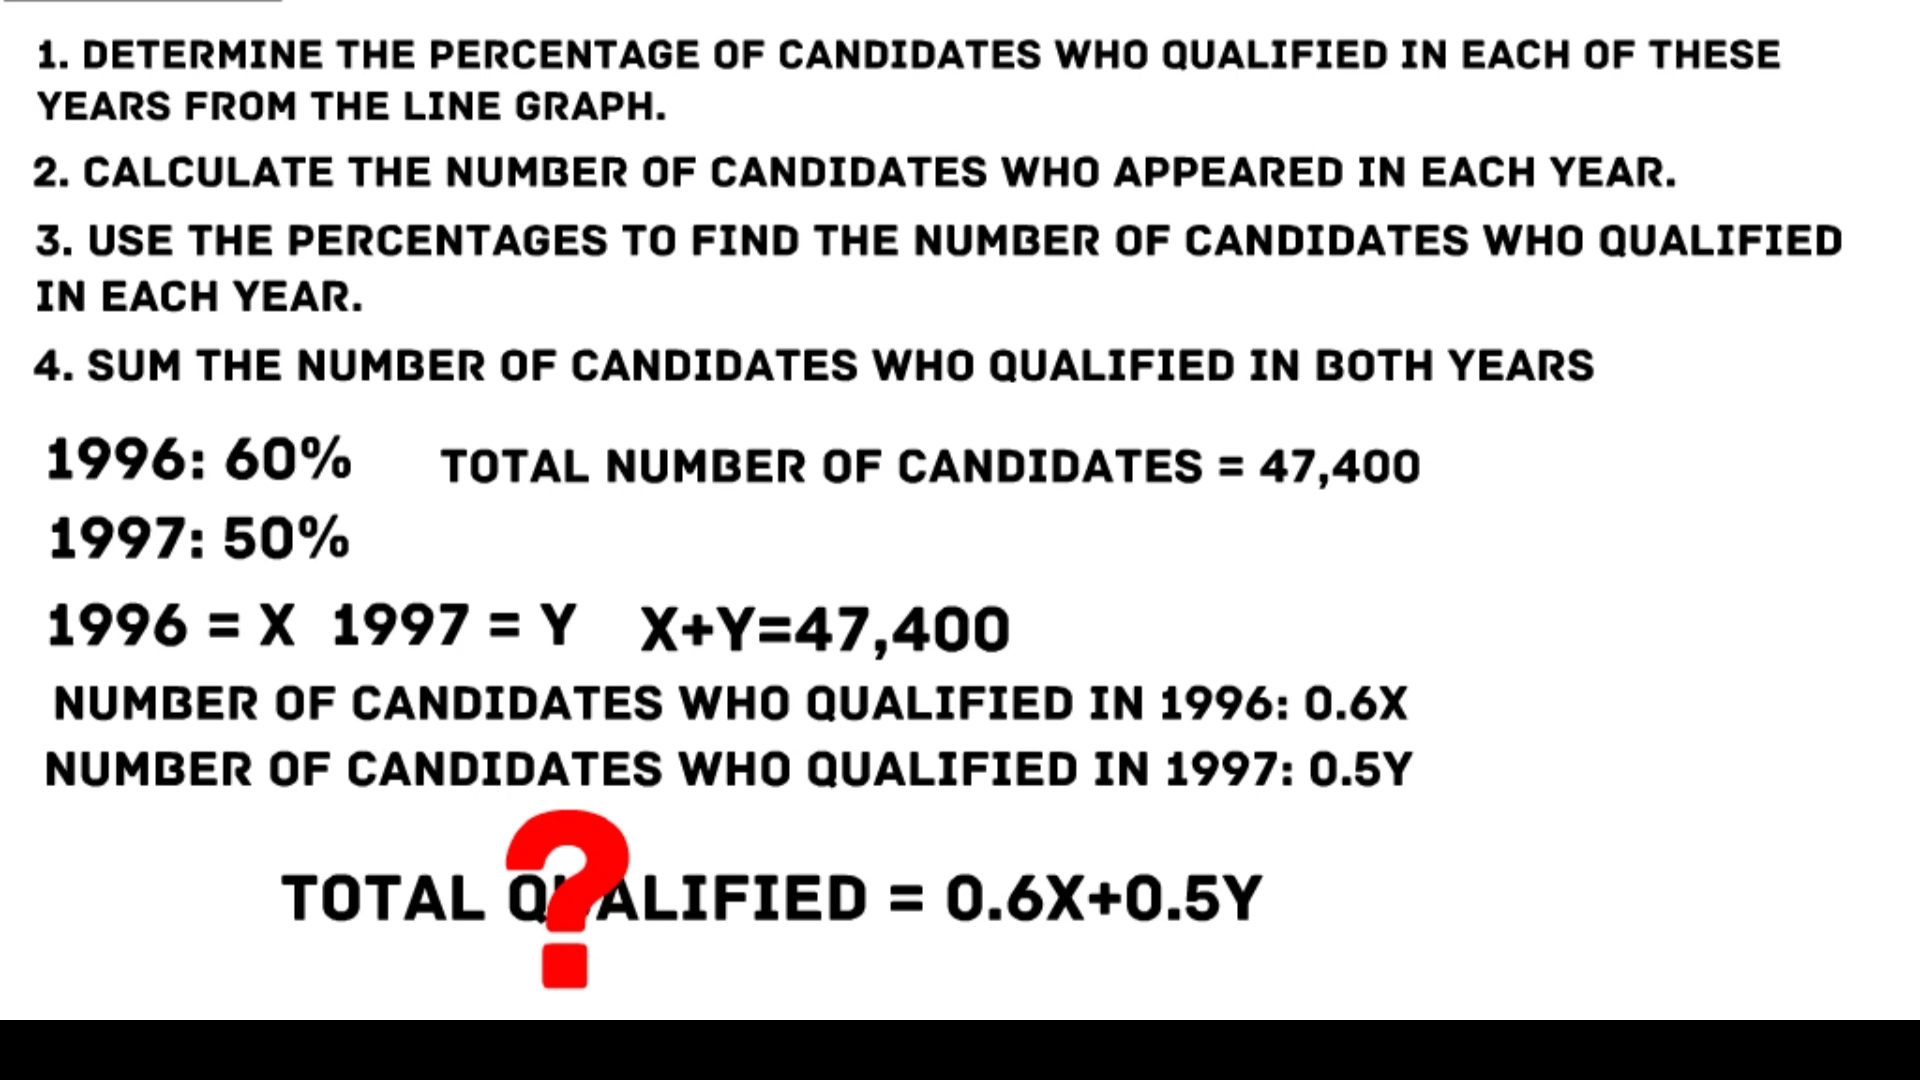 1. DETERMINE THE PERCENTAGE OF CANDIDATES WHO QUALIFIED IN EACH OF THESE
YEARS FROM THE LINE GRAPH.
2. CALCULATE THE NUMBER OF CANDIDATES WHO APPEARED IN EACH YEAR.
3. USE THE PERCENTAGES TO FIND THE NUMBER OF CANDIDATES WHO QUALIFIED
IN EACH YEAR.
4. SUM THE NUMBER OF CANDIDATES WHO QUALIFIED IN BOTH YEARS
1996: 60% TOTAL NUMBER OF CANDIDATES = 47,400
1997: 50%
1996 = X 1997 = Y X+Y=47,400
NUMBER OF CANDIDATES WHO QUALIFIED IN 1996: 0.6X
NUMBER OF CANDIDATES WHO QUALIFIED IN 1997: 0.5Y
TOTAL QUALIFIED = 0.6X+0.5Y
?